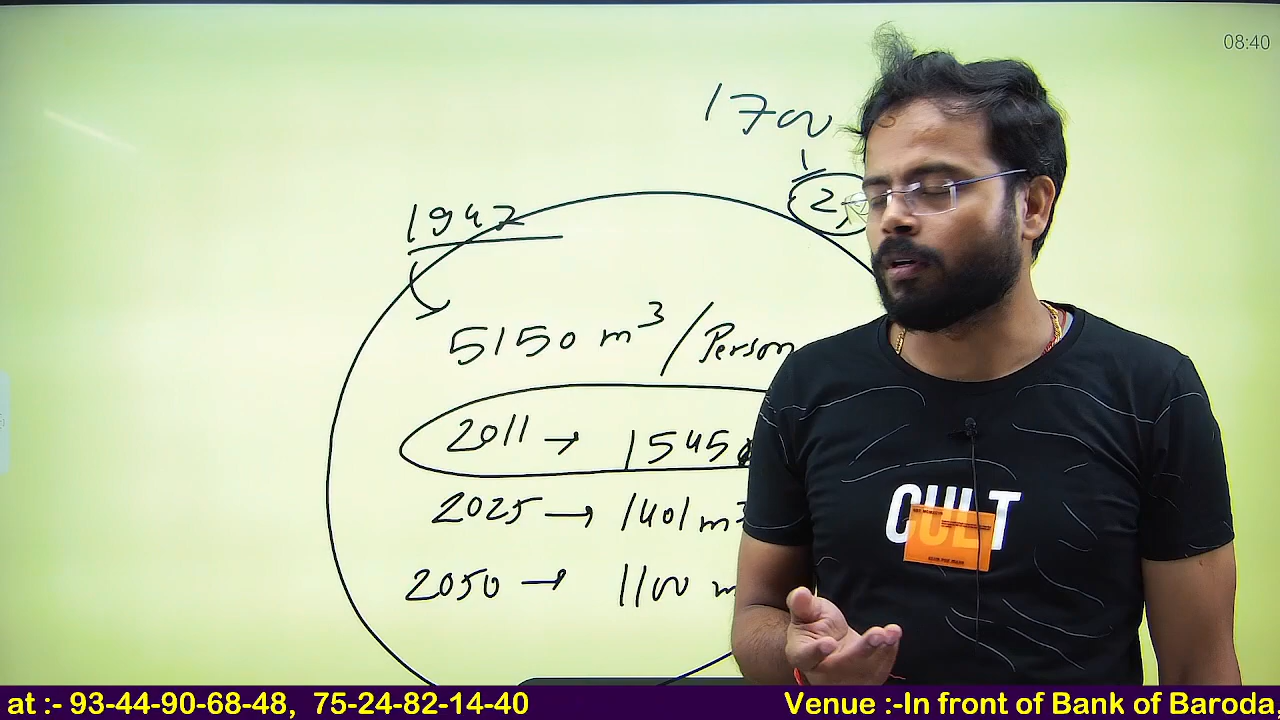 08:40
1700
2,
1947
5150 m³ / Person
2011 → 1545
2025 → 1401 m³
2050 → 1100 m
CULT
at :- 93-44-90-68-48, 75-24-82-14-40
Venue :-In front of Bank of Baroda,